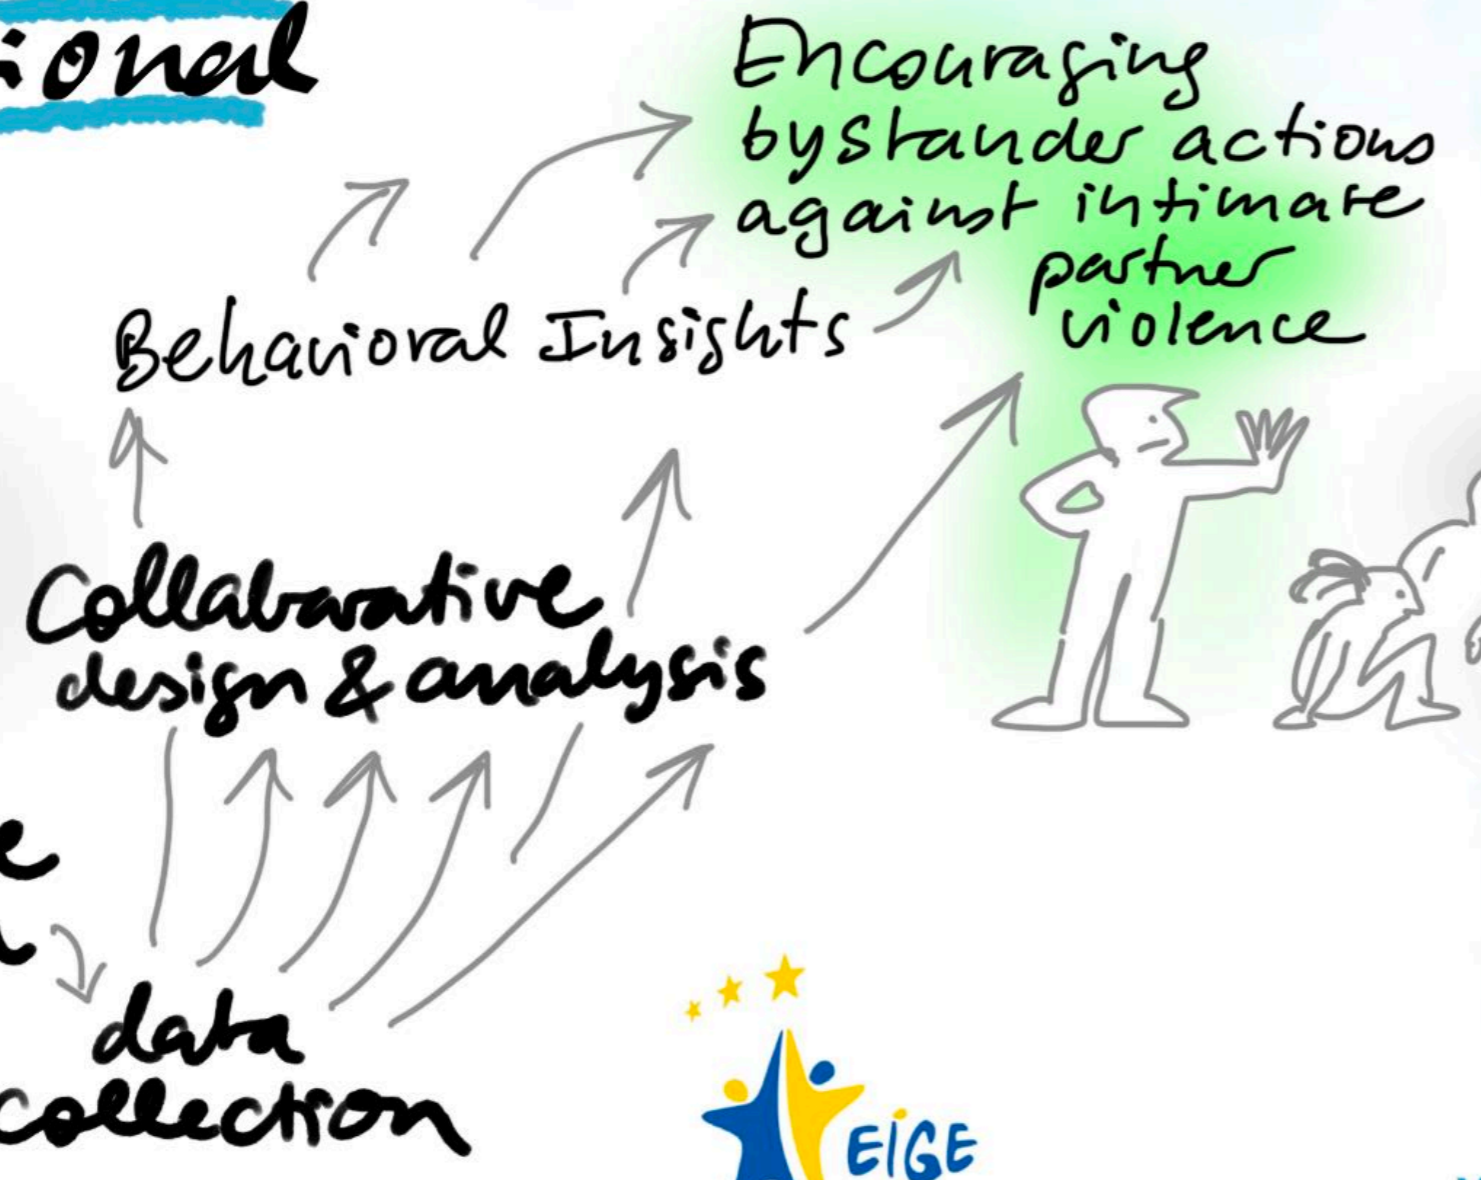 ional
Encouraging
bystander actions
against intimate
partner
violence
Behavioral Insights
Collaborative
design & analysis
e
data
collection
EIGE